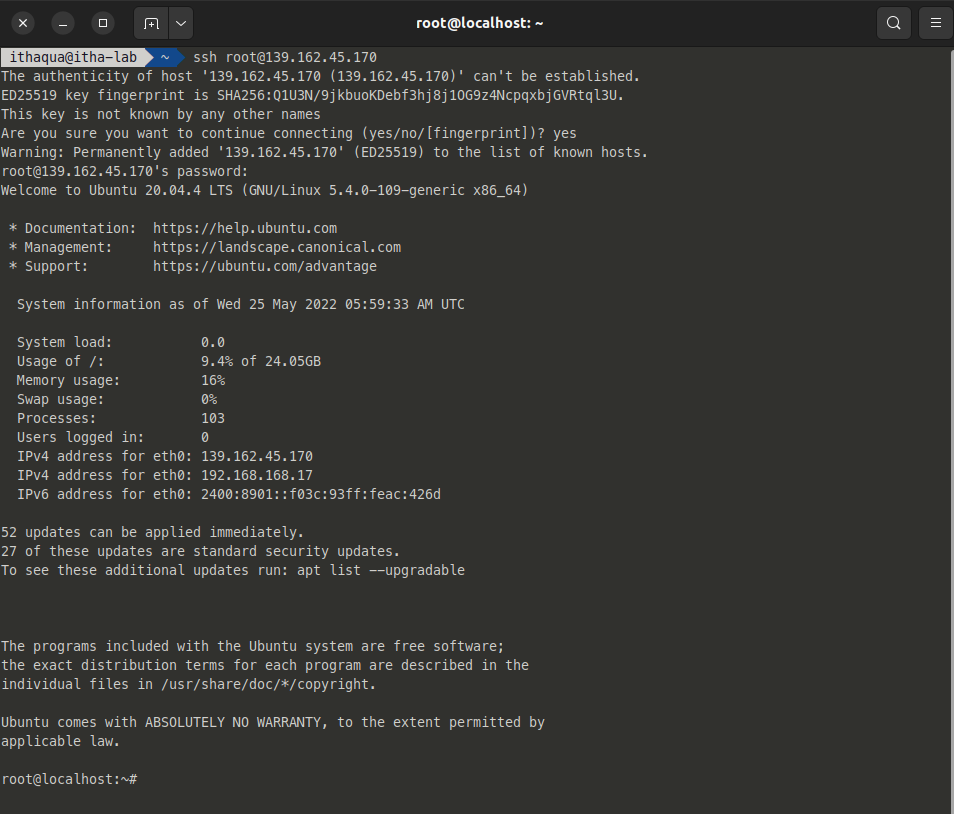 root@localhost: ~
ithaqua@itha-lab ~ ssh root@139.162.45.170
The authenticity of host '139.162.45.170 (139.162.45.170)' can't be established.
ED25519 key fingerprint is SHA256:Q1U3N/9jkbuoKDebf3hj8j1OG9z4NcpqxbjGVRtql3U.
This key is not known by any other names
Are you sure you want to continue connecting (yes/no/[fingerprint])? yes
Warning: Permanently added '139.162.45.170' (ED25519) to the list of known hosts.
root@139.162.45.170's password:
Welcome to Ubuntu 20.04.4 LTS (GNU/Linux 5.4.0-109-generic x86_64)
* Documentation:  https://help.ubuntu.com
* Management:     https://landscape.canonical.com
* Support:        https://ubuntu.com/advantage
System information as of Wed 25 May 2022 05:59:33 AM UTC
System load:           0.0
Usage of /:            9.4% of 24.05GB
Memory usage:          16%
Swap usage:            0%
Processes:             103
Users logged in:       0
IPv4 address for eth0: 139.162.45.170
IPv4 address for eth0: 192.168.168.17
IPv6 address for eth0: 2400:8901::f03c:93ff:feac:426d
52 updates can be applied immediately.
27 of these updates are standard security updates.
To see these additional updates run: apt list --upgradable
The programs included with the Ubuntu system are free software;
the exact distribution terms for each program are described in the
individual files in /usr/share/doc/*/copyright.
Ubuntu comes with ABSOLUTELY NO WARRANTY, to the extent permitted by
applicable law.
root@localhost:~#